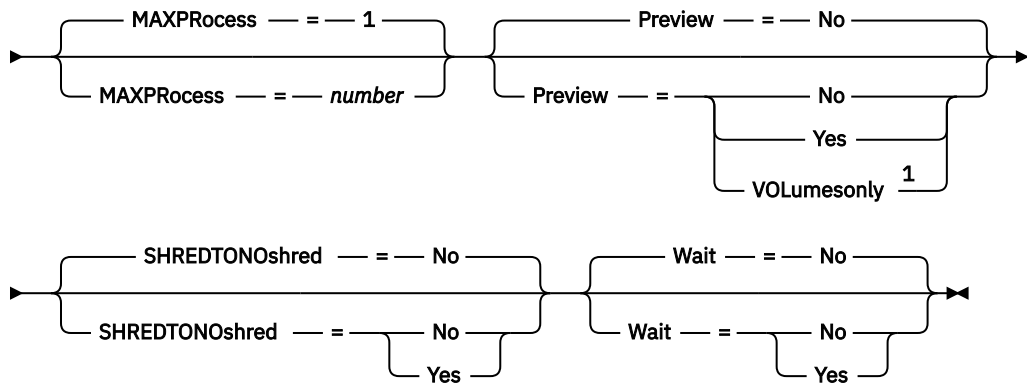 MAXPRocess = 1 Preview = No
MAXPRocess = number Preview = No
Yes
VOLumesonly 1
SHREDTONOshred = No Wait = No
SHREDTONOshred = No Wait = No
Yes Yes